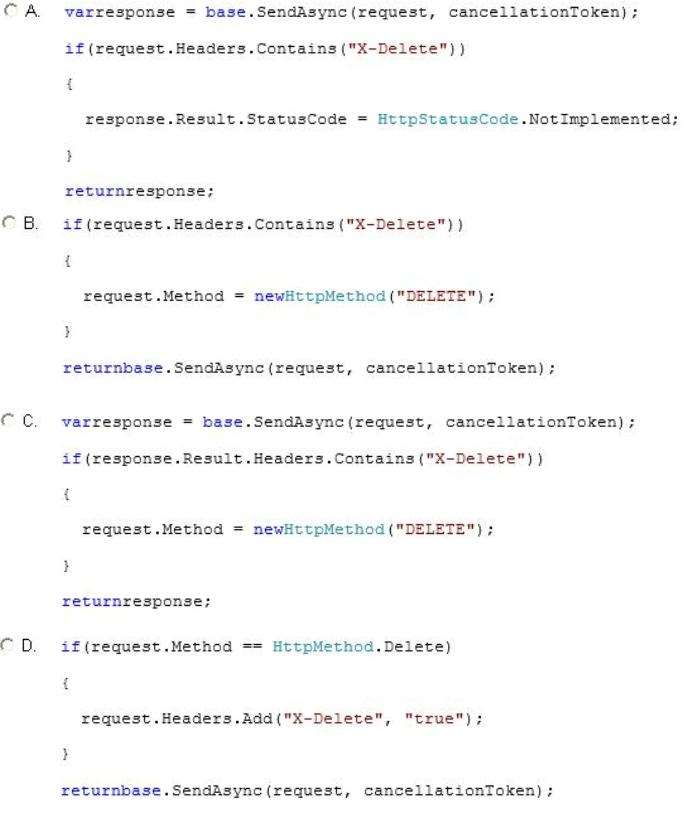 A. varresponse = base.SendAsync(request, cancellationToken);
if(request.Headers.Contains("X-Delete"))
{
response.Result.StatusCode = HttpStatusCode.NotImplemented;
}
returnresponse;
B. if(request.Headers.Contains("X-Delete"))
{
request.Method = newHttpMethod("DELETE");
}
returnbase.SendAsync(request, cancellationToken);
C. varresponse = base.SendAsync(request, cancellationToken);
if(response.Result.Headers.Contains("X-Delete"))
{
request.Method = newHttpMethod("DELETE");
}
returnresponse;
D. if(request.Method == HttpMethod.Delete)
{
request.Headers.Add("X-Delete", "true");
}
returnbase.SendAsync(request, cancellationToken);